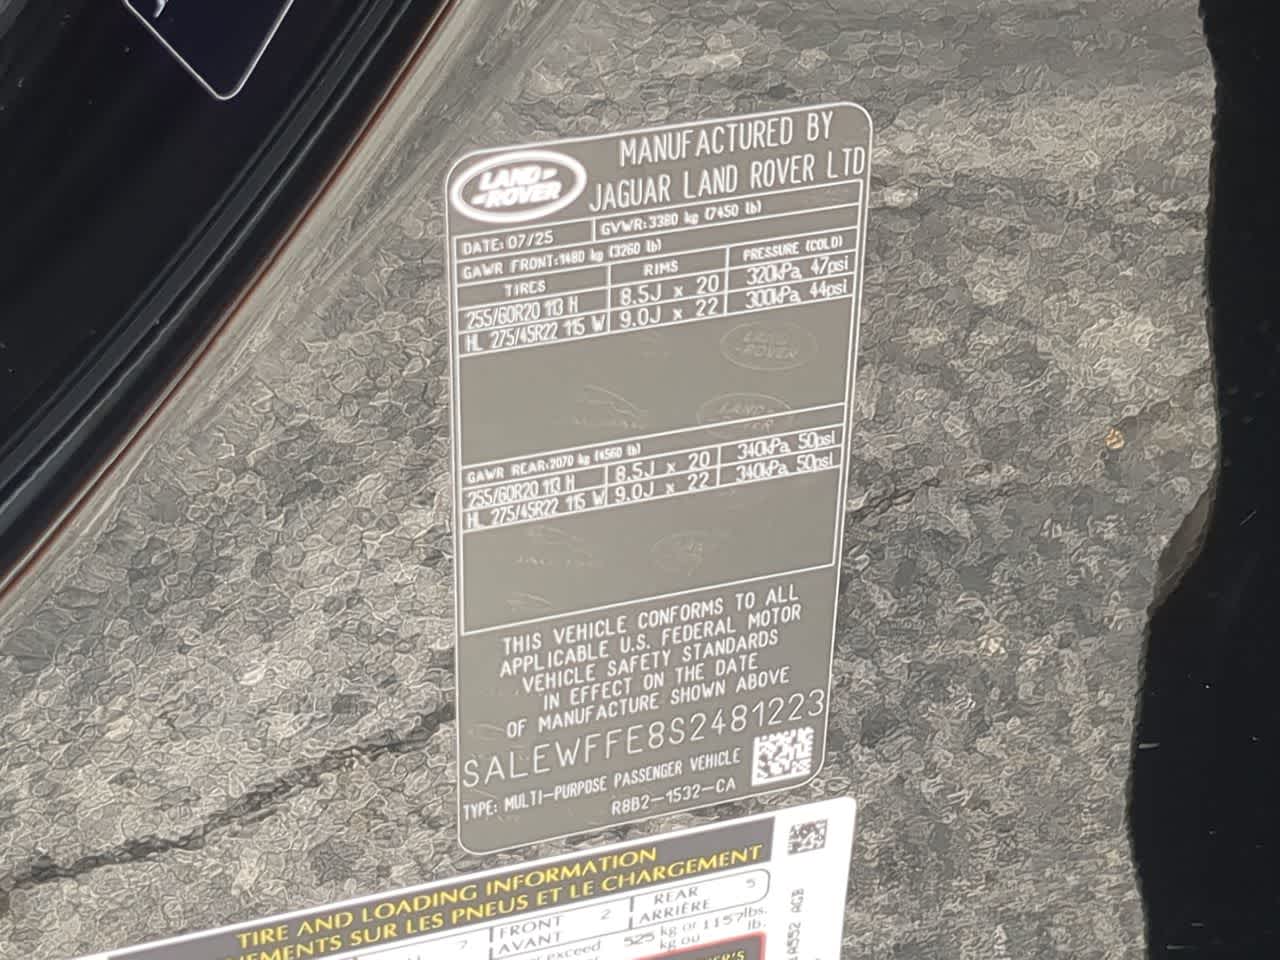 LAND ROVER
MANUFACTURED BY
JAGUAR LAND ROVER LTD
DATE: 07/25 GVWR: 3380 kg (7450 lb)
GAWR FRONT: 1480 kg (3260 lb)
TIRES RIMS PRESSURE (COLD)
255/60R20 113 H 8.5J x 20 320kPa, 47psi
HL 275/45R22 115 W 9.0J x 22 300kPa, 44psi
GAWR REAR: 2070 kg (4560 lb)
255/60R20 113 H 8.5J x 20 340kPa, 50psi
HL 275/45R22 115 W 9.0J x 22 340kPa, 50psi
THIS VEHICLE CONFORMS TO ALL
APPLICABLE U.S. FEDERAL MOTOR
VEHICLE SAFETY STANDARDS
IN EFFECT ON THE DATE
OF MANUFACTURE SHOWN ABOVE
SALEWFFE8S2481223
TYPE: MULTI-PURPOSE PASSENGER VEHICLE
R8B2-1532-CA
TIRE AND LOADING INFORMATION
SUR LES PNEUS ET LE CHARGEMENT
7 FRONT 2 REAR 5
AVANT ARRIÈRE
exceed 525 kg or 1157lbs.
kg ou lb.